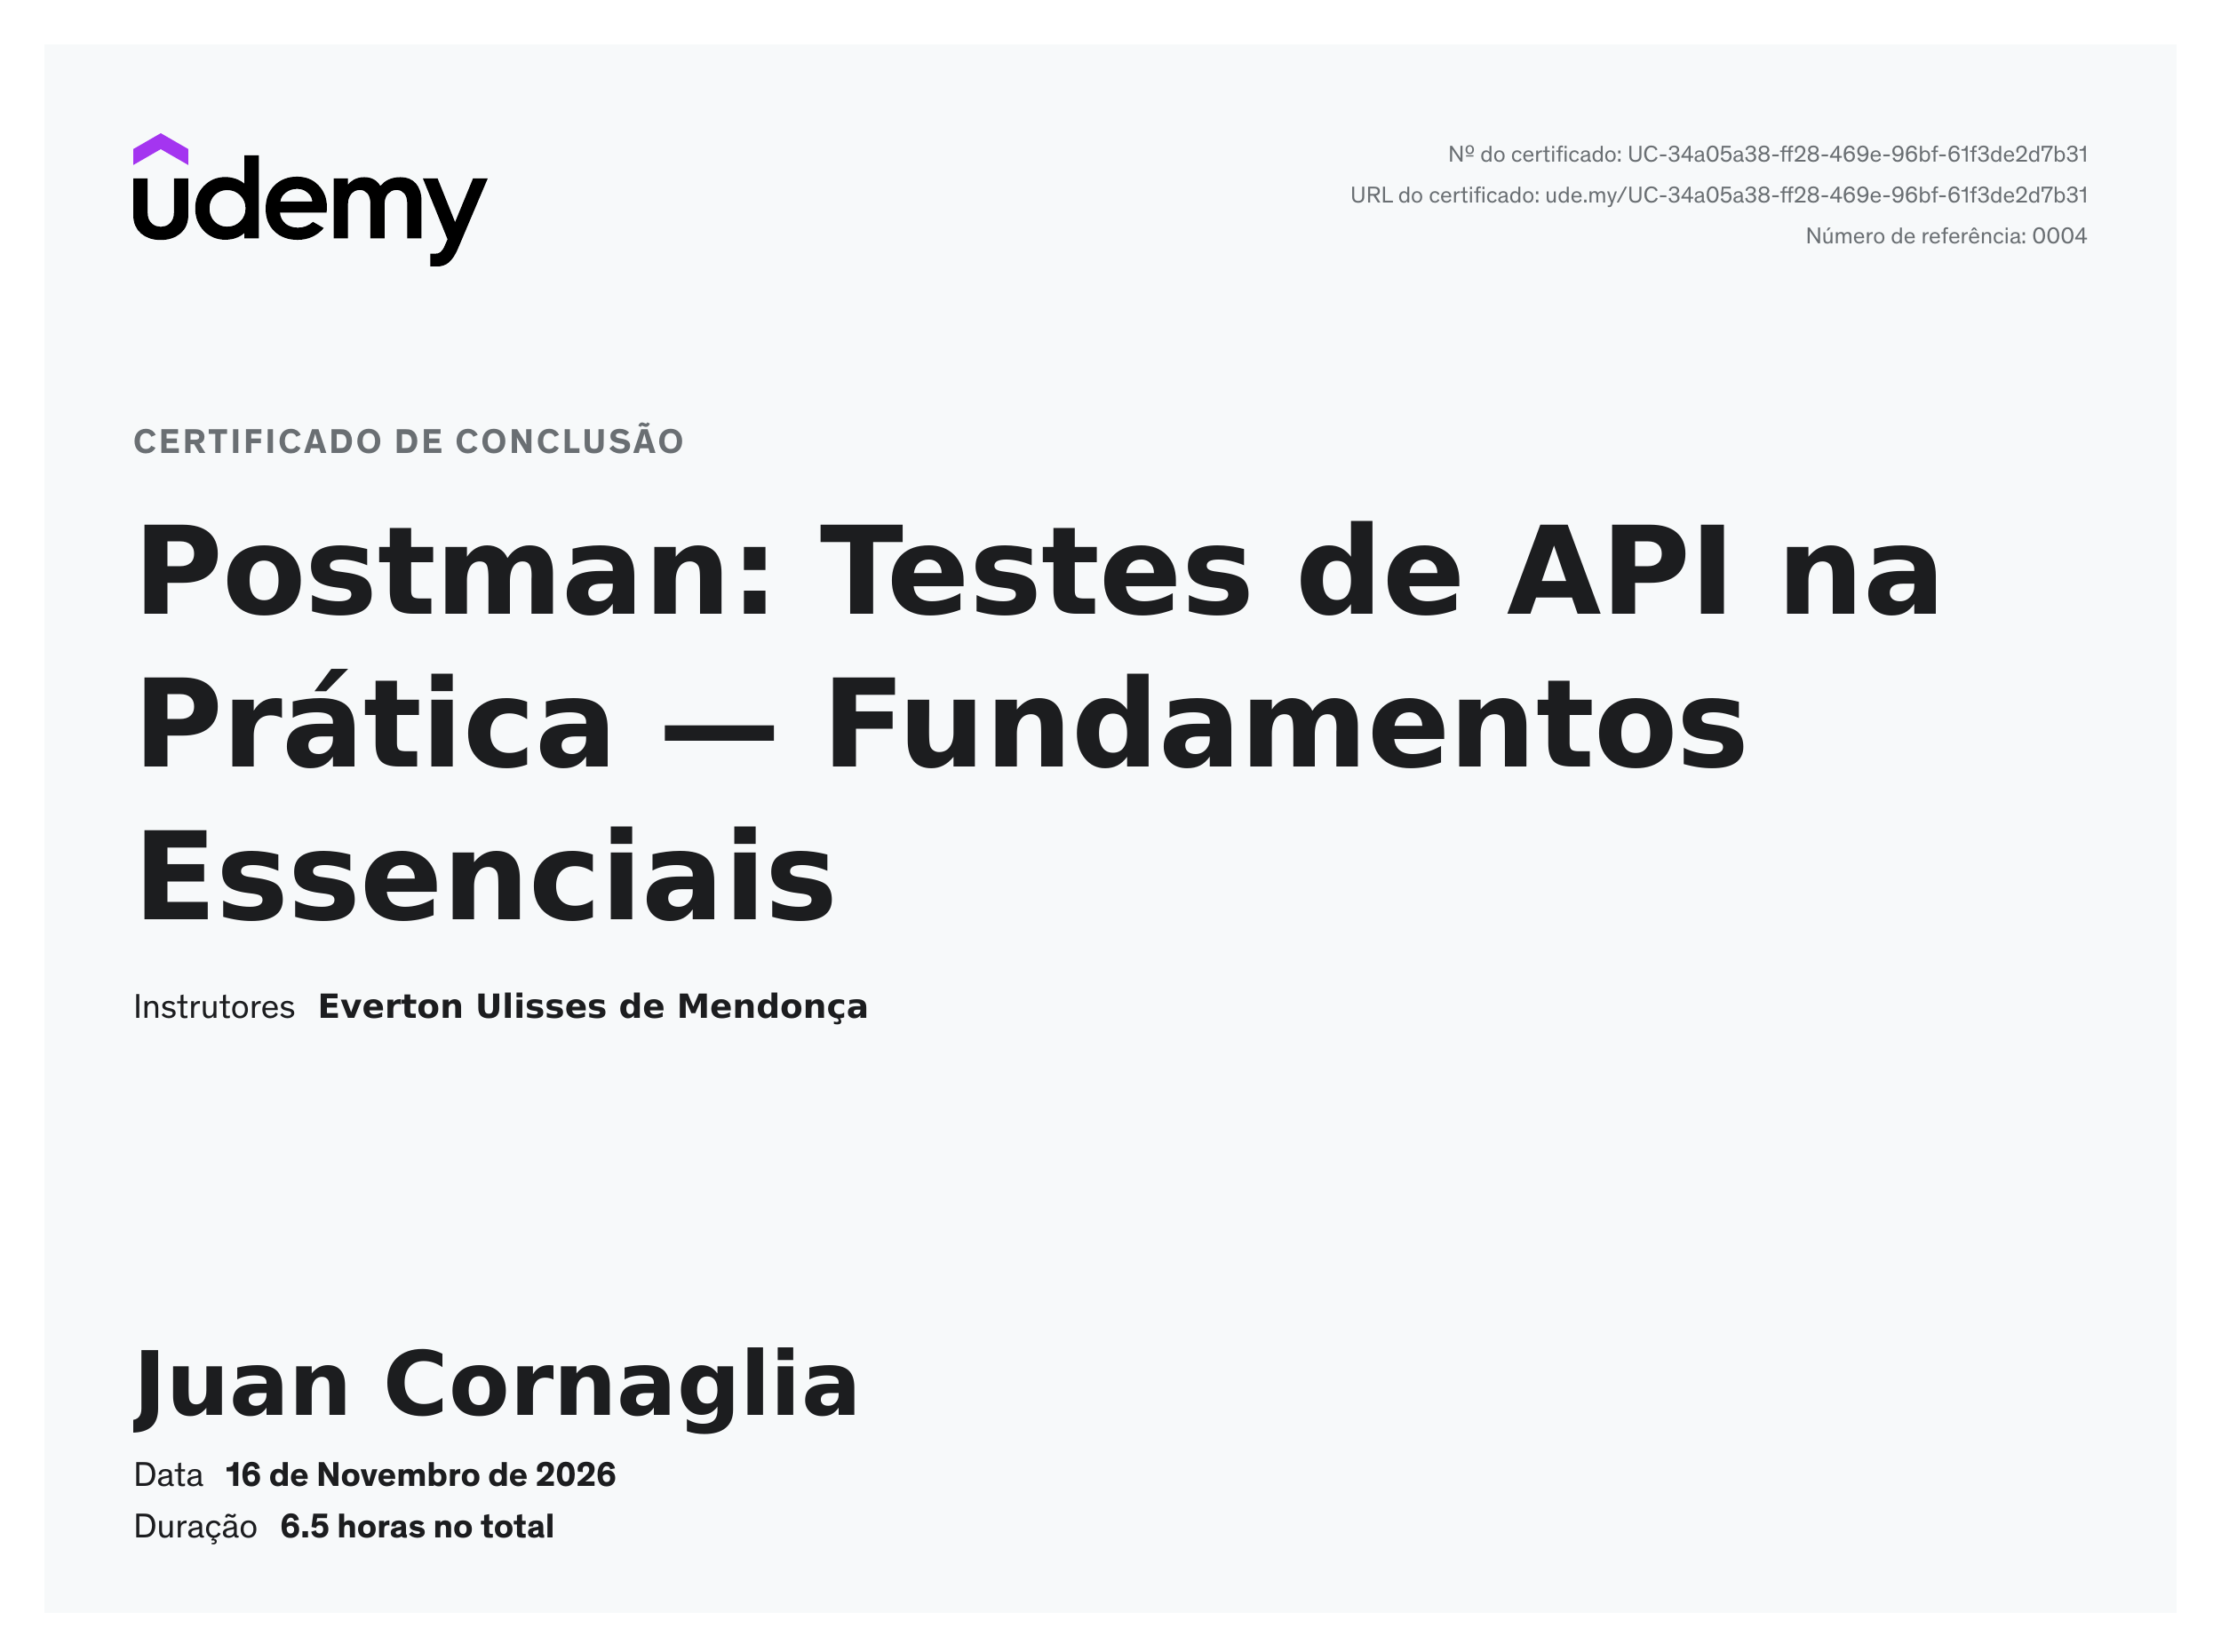 udemy
Nº do certificado: UC-34a05a38-ff28-469e-96bf-61f3de2d7b31
URL do certificado: ude.my/UC-34a05a38-ff28-469e-96bf-61f3de2d7b31
Número de referência: 0004
CERTIFICADO DE CONCLUSÃO
Postman: Testes de API na
Prática — Fundamentos
Essenciais
Instrutores Everton Ulisses de Mendonça
Juan Cornaglia
Data 16 de Novembro de 2026
Duração 6.5 horas no total